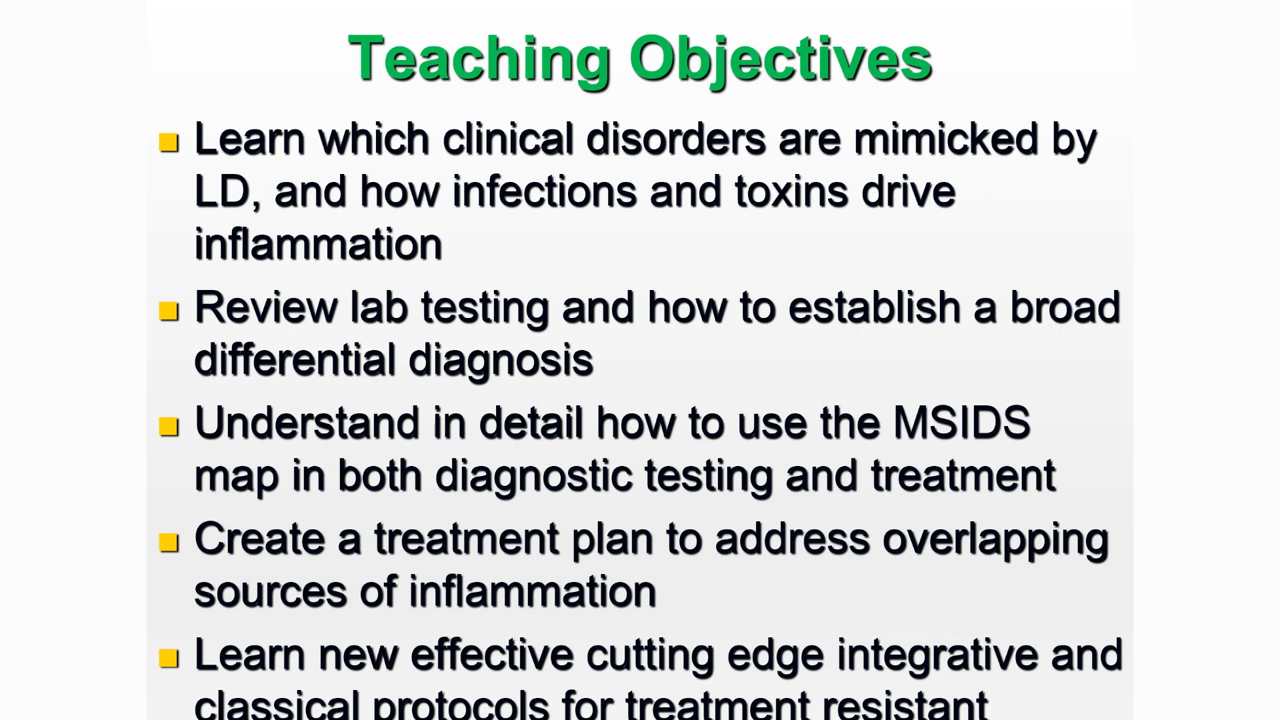 Teaching Objectives
Learn which clinical disorders are mimicked by
LD, and how infections and toxins drive
inflammation
Review lab testing and how to establish a broad
differential diagnosis
Understand in detail how to use the MSIDS
map in both diagnostic testing and treatment
Create a treatment plan to address overlapping
sources of inflammation
Learn new effective cutting edge integrative and
classical protocols for treatment resistant